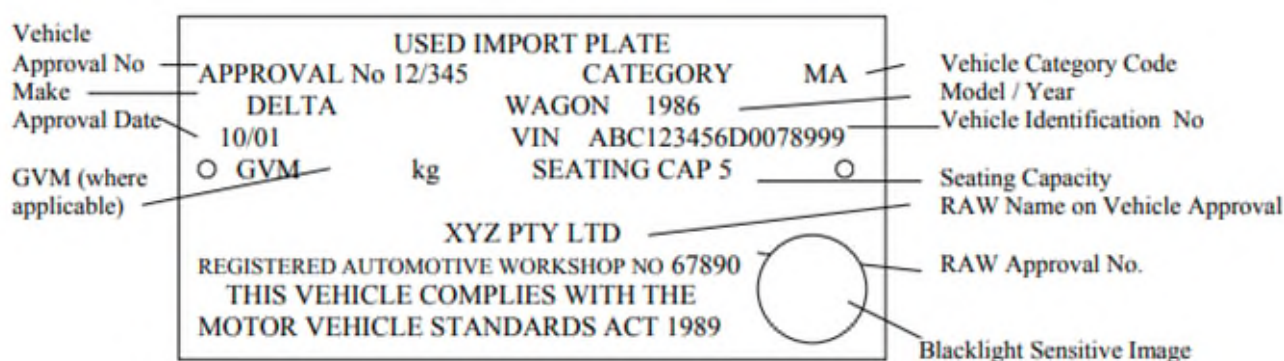 Vehicle
Approval No
Make
Approval Date
GVM (where
applicable)
USED IMPORT PLATE
APPROVAL No 12/345 CATEGORY MA
DELTA WAGON 1986
10/01 VIN ABC123456D0078999
GVM kg SEATING CAP 5
XYZ PTY LTD
REGISTERED AUTOMOTIVE WORKSHOP NO 67890
THIS VEHICLE COMPLIES WITH THE
MOTOR VEHICLE STANDARDS ACT 1989
Vehicle Category Code
Model / Year
Vehicle Identification No
Seating Capacity
RAW Name on Vehicle Approval
RAW Approval No.
Blacklight Sensitive Image